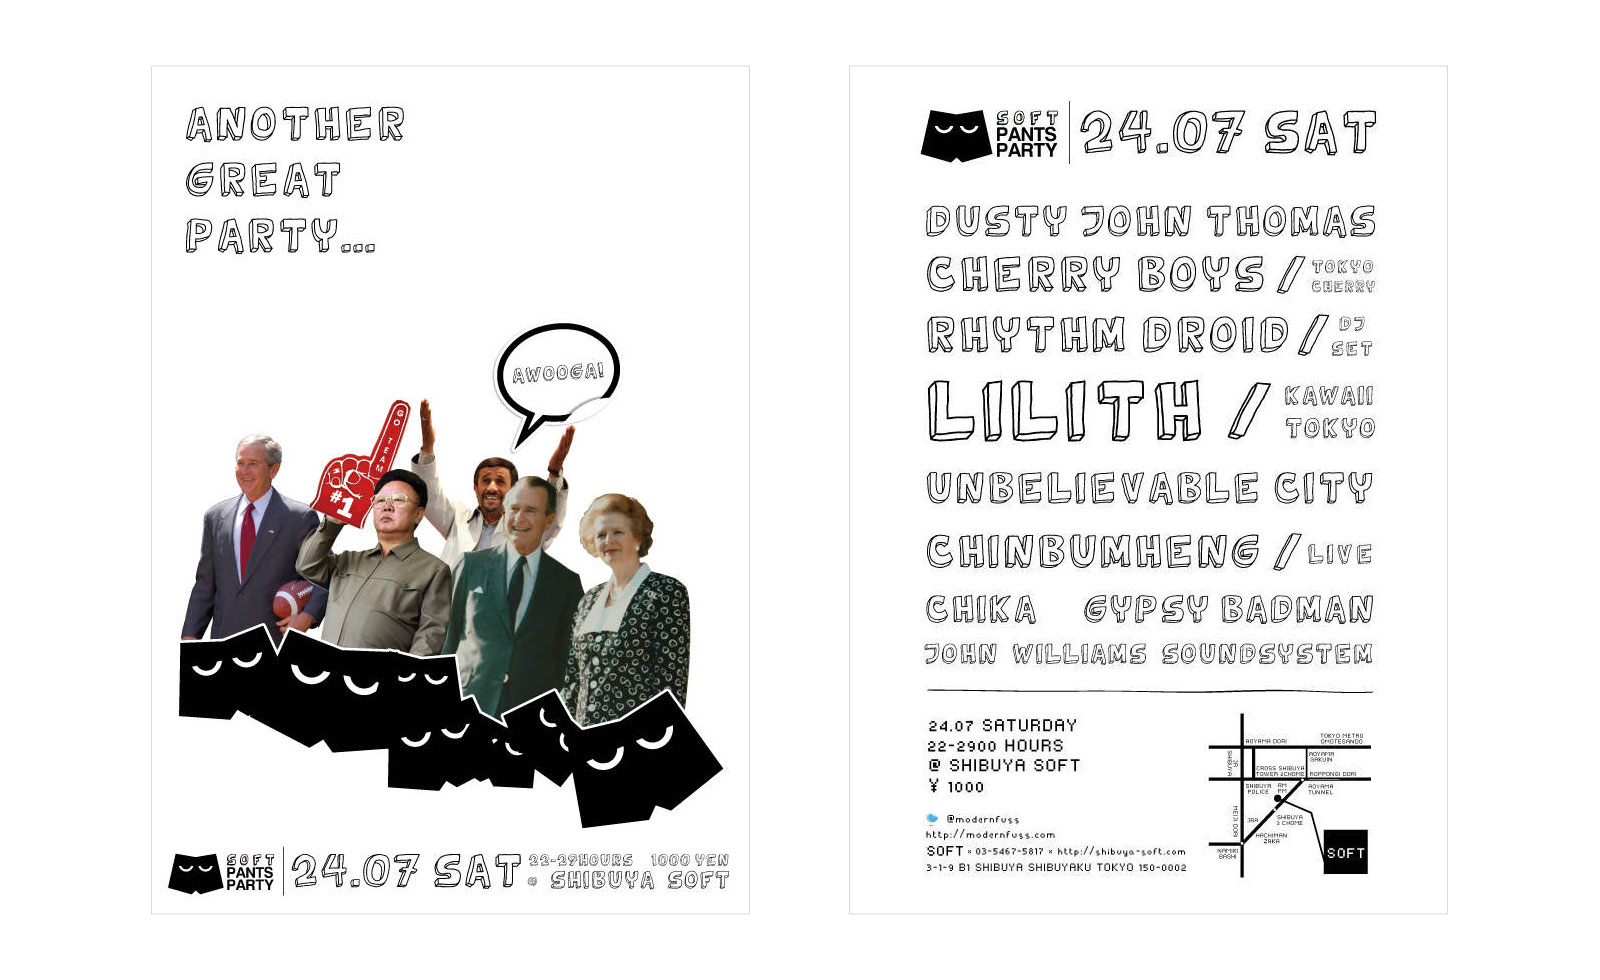 ANOTHER
GREAT
PARTY...
AWOOGA!
GO TEAM
#1
SOFT
PANTS
PARTY
24.07 SAT
22-29HOURS 1000YEN
@ SHIBUYA SOFT
SOFT
PANTS
PARTY
24.07 SAT
DUSTY JOHN THOMAS
CHERRY BOYS / TOKYO
CHERRY
RHYTHM DROID / DJ
SET
LILITH / KAWAII
TOKYO
UNBELIEVABLE CITY
CHINBUMHENG / LIVE
CHIKA GYPSY BADMAN
JOHN WILLIAMS SOUNDSYSTEM
24.07 SATURDAY
22-2900 HOURS
@ SHIBUYA SOFT
¥ 1000
@modernfuss
http://modernfuss.com
SOFT × 03-5467-5817 × http://shibuya-soft.com
3-1-9 B1 SHIBUYA SHIBUYAKU TOKYO 150-0002
TOKYO METRO
OMOTESANDO
AOYAMA DORI
JR
SHIBUYA
AOYAMA
GAKUIN
CROSS SHIBUYA
TOWER 2CHOME
ROPPONGI DORI
SHIBUYA
POLICE
AM
PM
AOYAMA
TUNNEL
MEIJI DORI
JRA
SHIBUYA
3 CHOME
HACHIMAN
ZAKA
NAMIKI
BASHI
SOFT